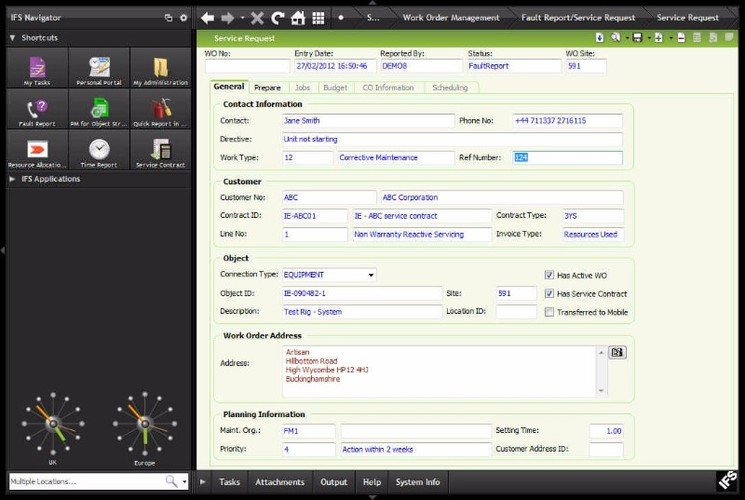 IFS Navigator
S... Work Order Management Fault Report/Service Request Service Request
Shortcuts
My Tasks Personal Portal My Administration
Fault Report PM for Object Str... Quick Report in ...
Resource Allocatio... Time Report Service Contract
IFS Applications
UK Europe
Multiple Locations...
Service Request
WO No: Entry Date: Reported By: Status: WO Site:
27/02/2012 16:50:46 DEMO8 FaultReport 591
General Prepare Jobs Budget CO Information Scheduling
Contact Information
Contact: Jane Smith Phone No: +44 711337 2716115
Directive: Unit not starting
Work Type: 12 Corrective Maintenance Ref Number: 124
Customer
Customer No: ABC ABC Corporation
Contract ID: IE-ABC01 IE - ABC service contract Contract Type: 3YS
Line No: 1 Non Warranty Reactive Servicing Invoice Type: Resources Used
Object
Connection Type: EQUIPMENT Has Active WO
Object ID: IE-090482-1 Site: 591 Has Service Contract
Description: Test Rig - System Location ID: Transferred to Mobile
Work Order Address
Address:
Artisan
Hillbottom Road
High Wycombe HP12 4HJ
Buckinghamshire
Planning Information
Maint. Org.: FM1 Setting Time: 1.00
Priority: 4 Action within 2 weeks Customer Address ID:
Tasks Attachments Output Help System Info
IFS